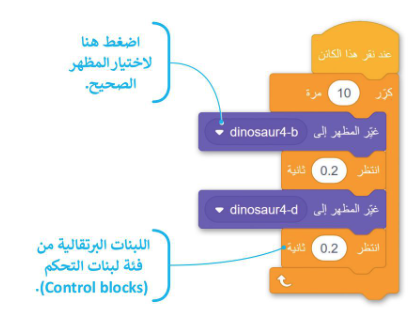 اضغط هنا
لاختيار المظهر
الصحيح.
عند نقر هذا الكائن
كرّر 10 مرة
غيّر المظهر إلى dinosaur4-b
انتظر 0.2 ثانية
غيّر المظهر إلى dinosaur4-d
انتظر 0.2 ثانية
اللبنات البرتقالية من
فئة لبنات التحكم
(Control blocks).